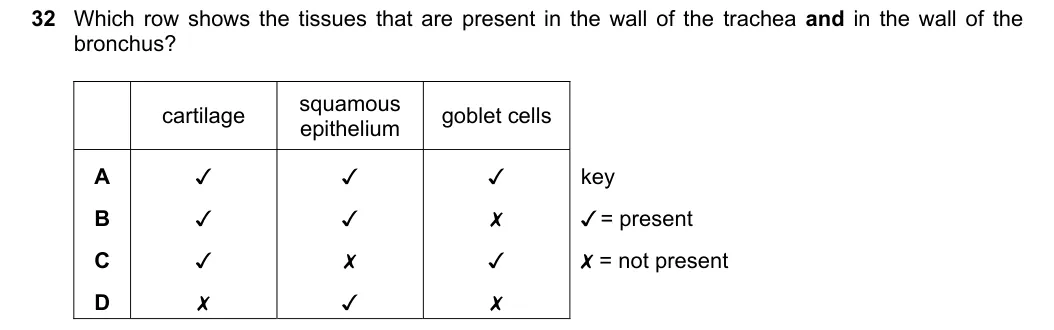 32 Which row shows the tissues that are present in the wall of the trachea and in the wall of the
bronchus?
cartilage squamous epithelium goblet cells
A ✓ ✓ ✓ key
B ✓ ✓ ✗ ✓ = present
C ✓ ✗ ✓ ✗ = not present
D ✗ ✓ ✗